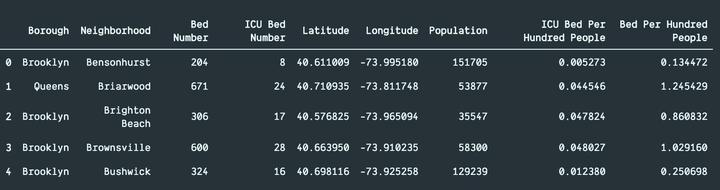 Borough Neighborhood Bed Number ICU Bed Number Latitude Longitude Population ICU Bed Per Hundred People Bed Per Hundred People
0 Brooklyn Bensonhurst 204 8 40.611009 -73.995180 151705 0.005273 0.134472
1 Queens Briarwood 671 24 40.710935 -73.811748 53877 0.044546 1.245429
2 Brooklyn Brighton Beach 306 17 40.576825 -73.965094 35547 0.047824 0.860832
3 Brooklyn Brownsville 600 28 40.663950 -73.910235 58300 0.048027 1.029160
4 Brooklyn Bushwick 324 16 40.698116 -73.925258 129239 0.012380 0.250698